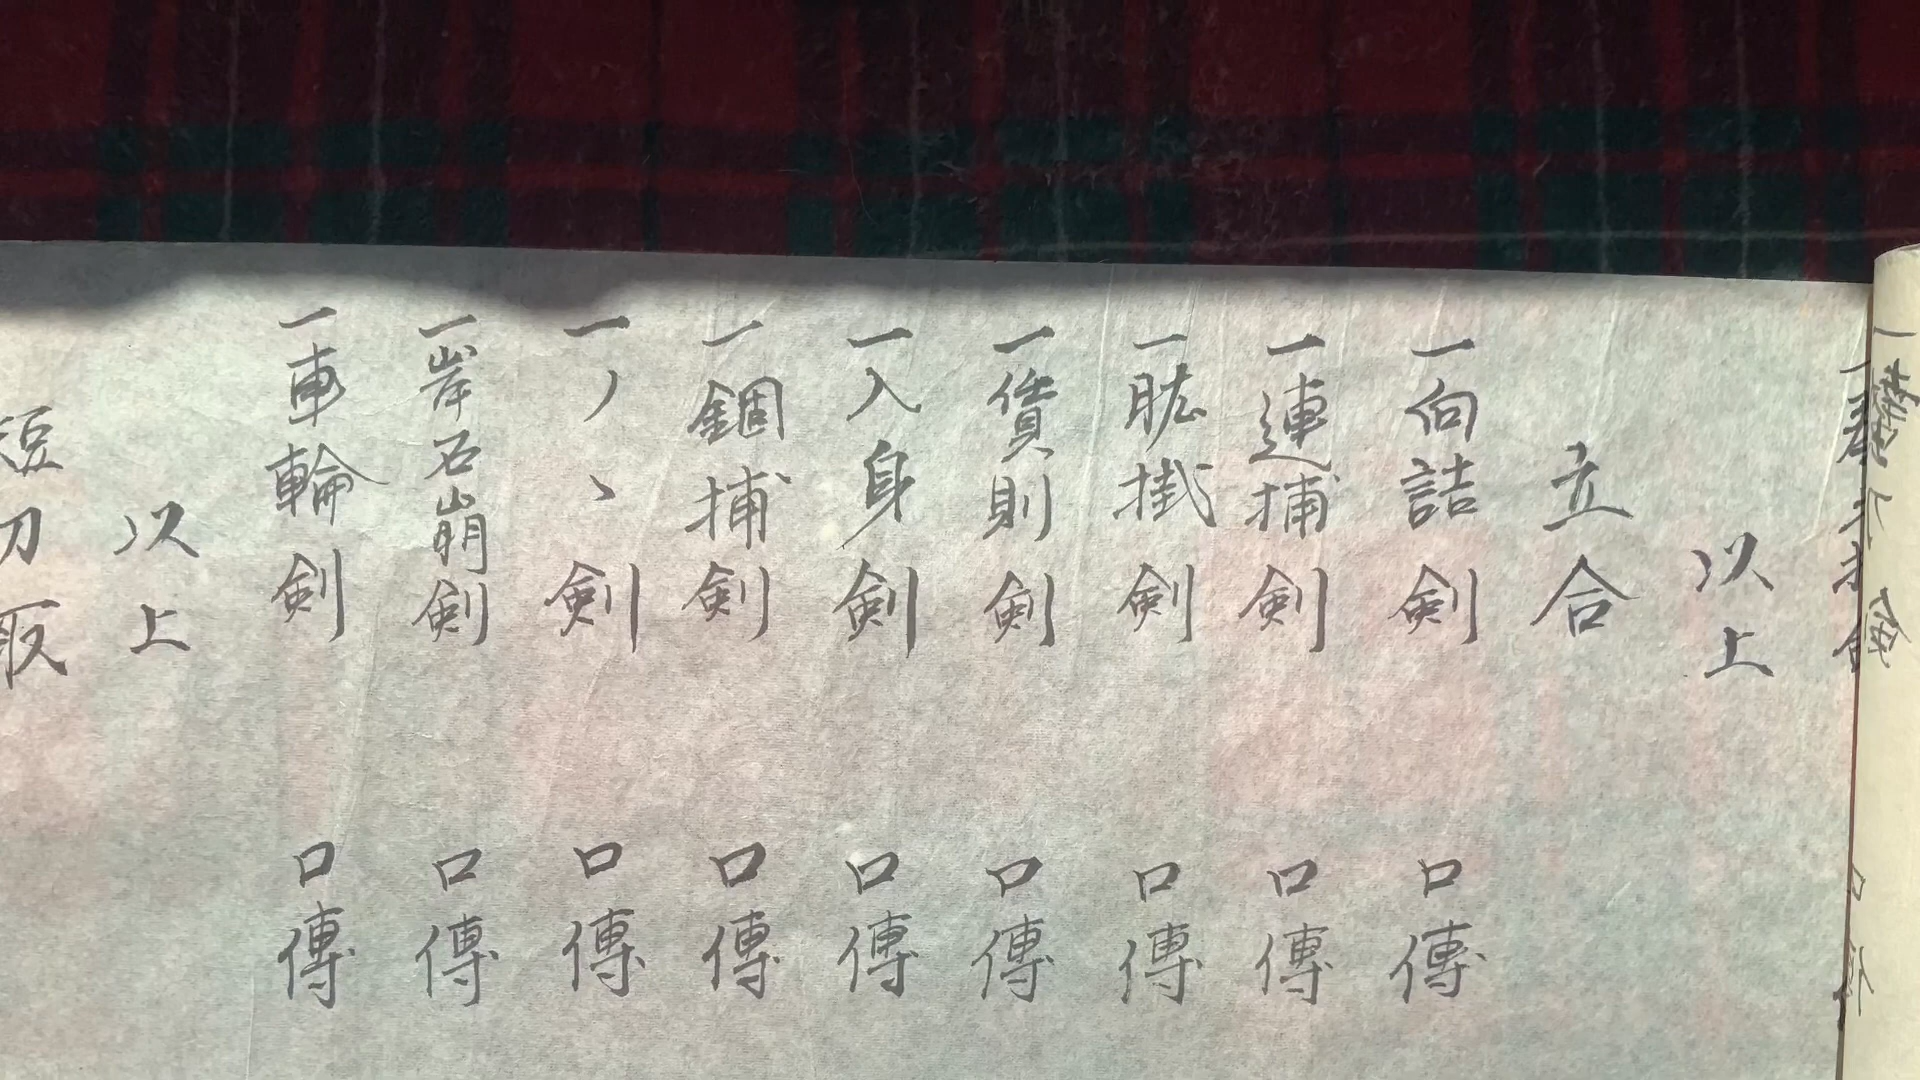 以上
立合
一向詰剣 口傳
一連捕剣 口傳
一肱掛剣 口傳
一債則剣 口傳
一入身剣 口傳
一錮捕剣 口傳
一ノヽ剣 口傳
一岸石崩剣 口傳
一車輪剣 口傳
以上
短刀取